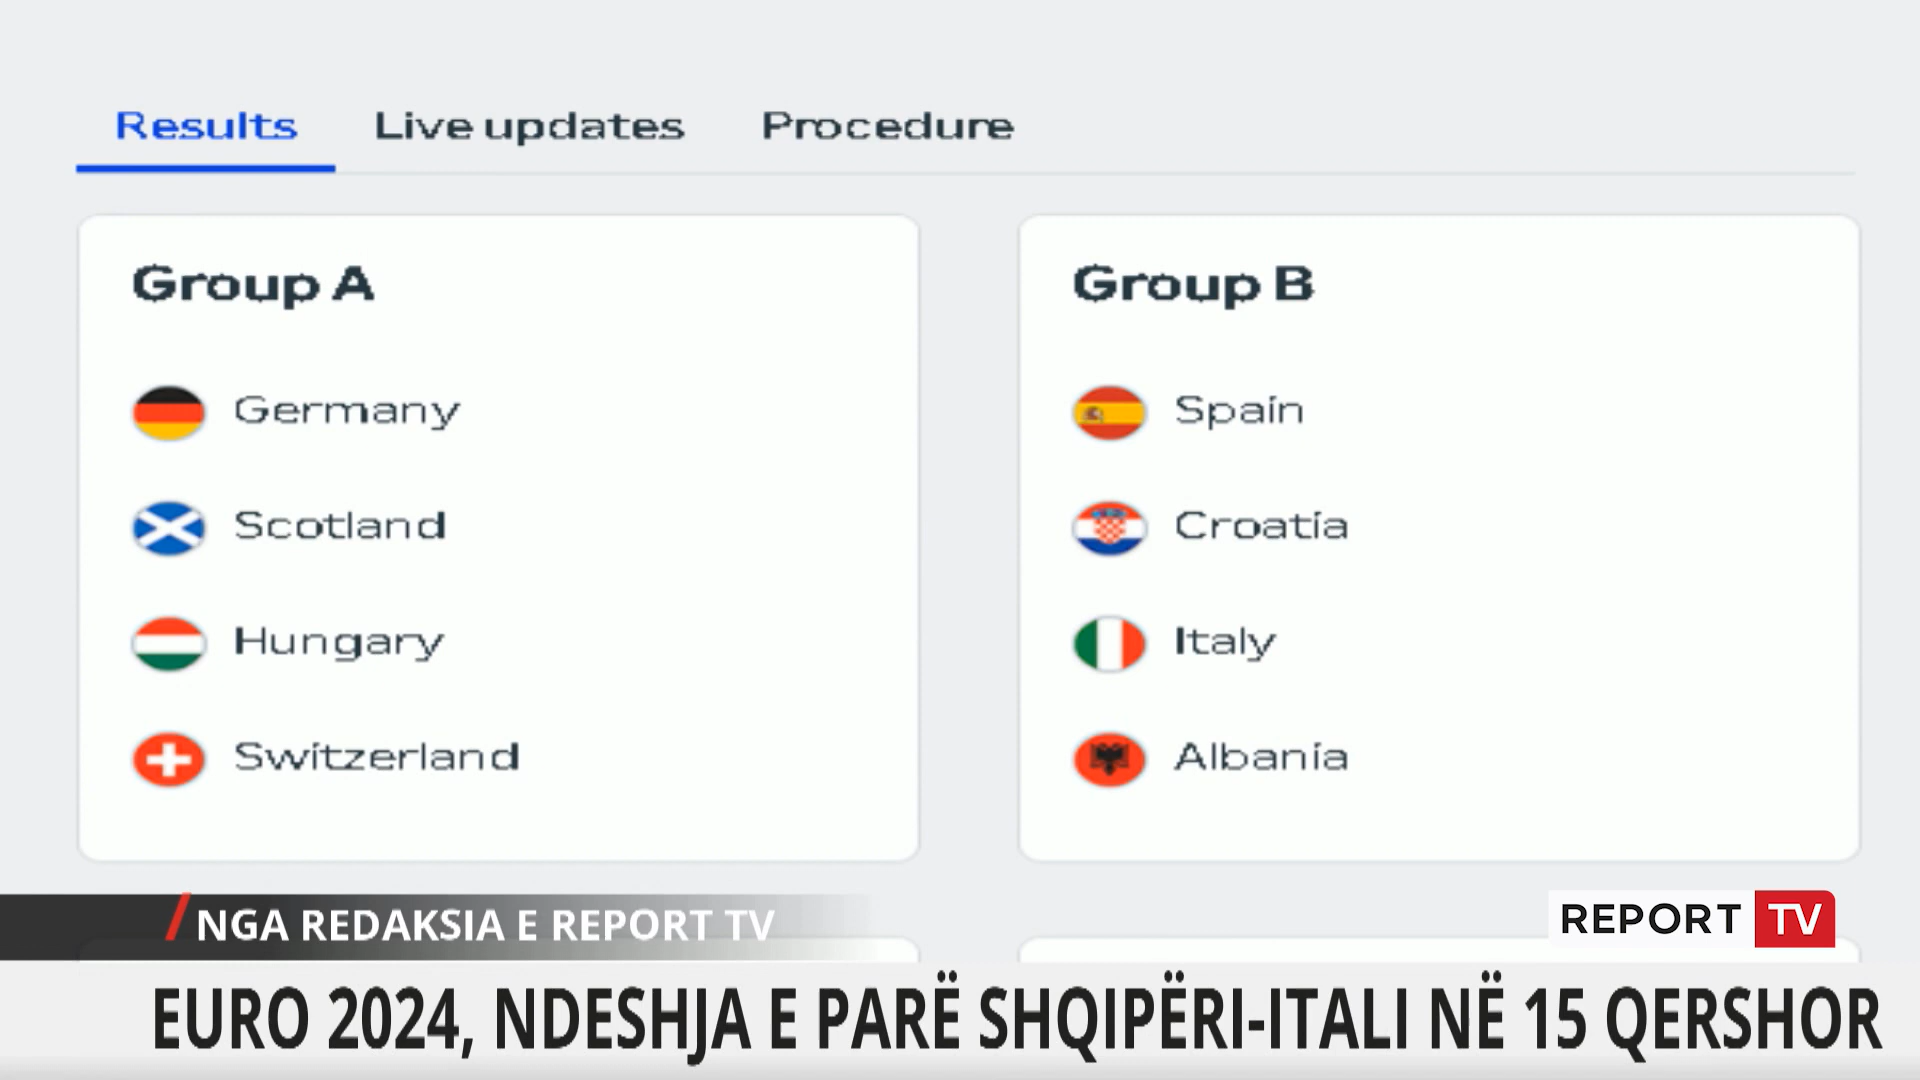 Results Live updates Procedure
Group A
Germany
Scotland
Hungary
Switzerland
Group B
Spain
Croatia
Italy
Albania
NGA REDAKSIA E REPORT TV
REPORT TV
EURO 2024, NDESHJA E PARË SHQIPËRI-ITALI NË 15 QERSHOR